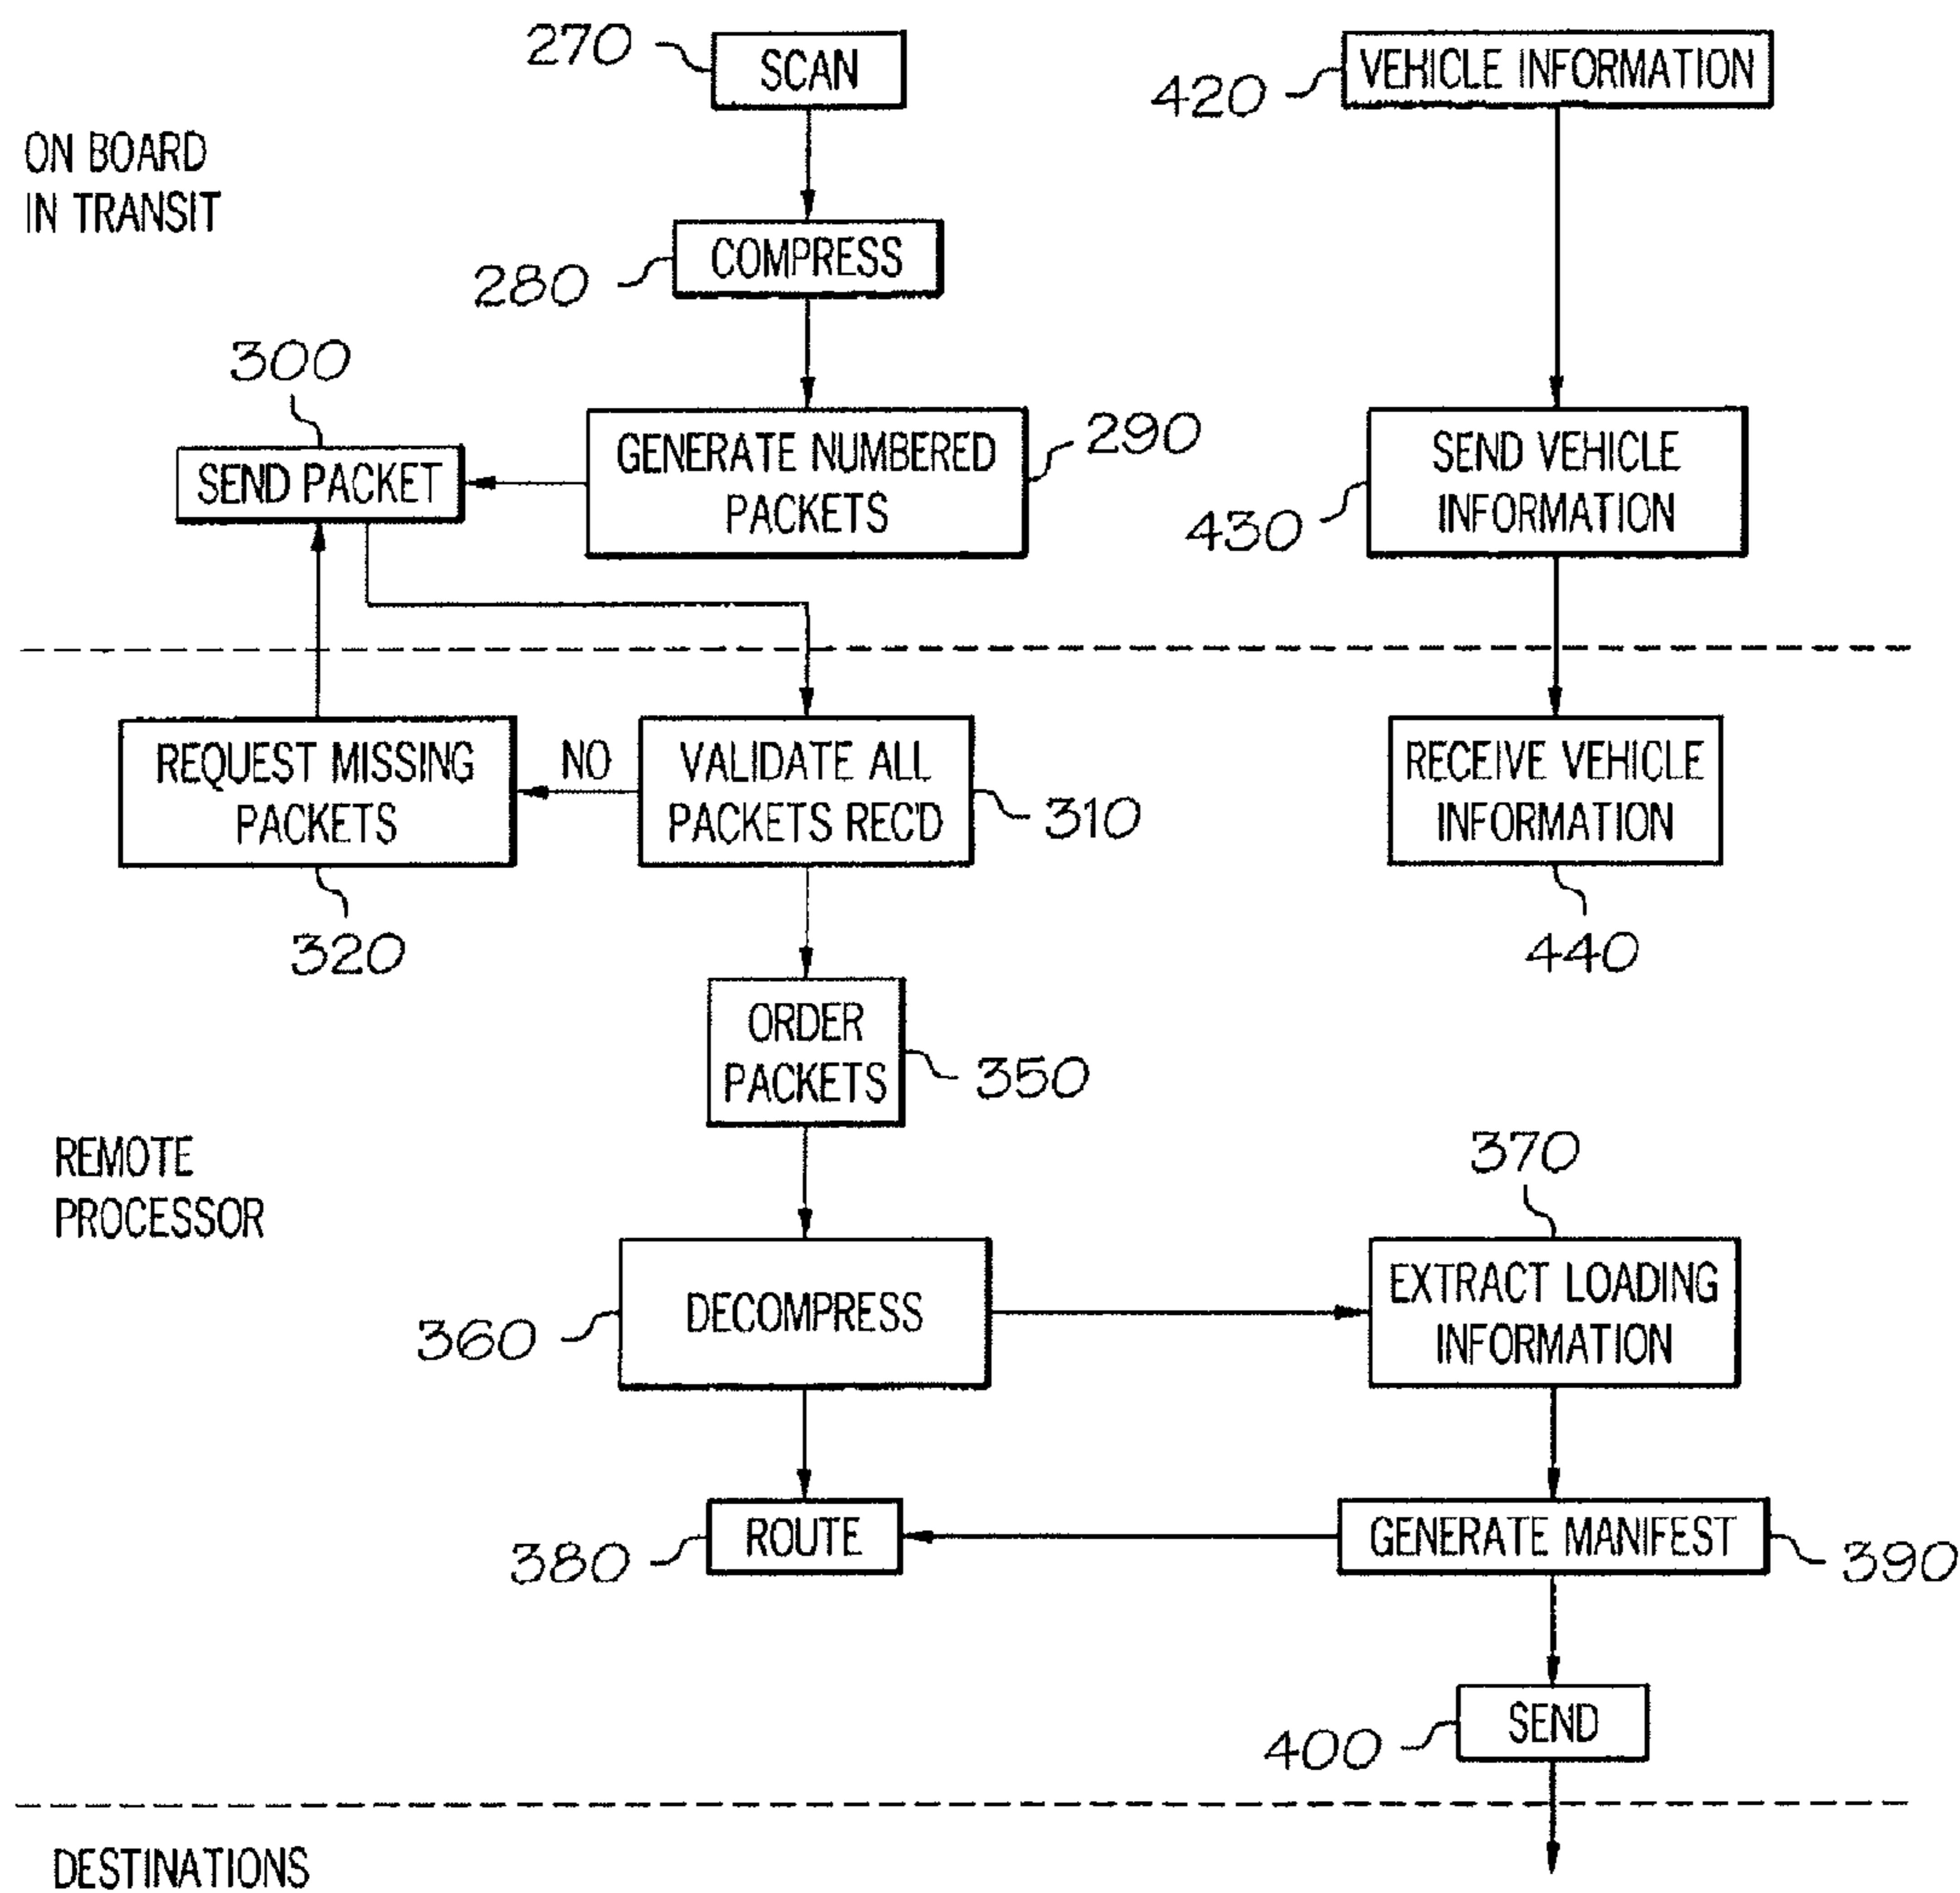 270
SCAN
420
VEHICLE INFORMATION
ON BOARD
IN TRANSIT
280
COMPRESS
300
SEND PACKET
GENERATE NUMBERED
PACKETS
290
SEND VEHICLE
INFORMATION
430
REQUEST MISSING
PACKETS
NO
VALIDATE ALL
PACKETS REC'D
310
RECEIVE VEHICLE
INFORMATION
320
440
ORDER
PACKETS
350
REMOTE
PROCESSOR
370
360
DECOMPRESS
EXTRACT LOADING
INFORMATION
380
ROUTE
GENERATE MANIFEST
390
400
SEND
DESTINATIONS